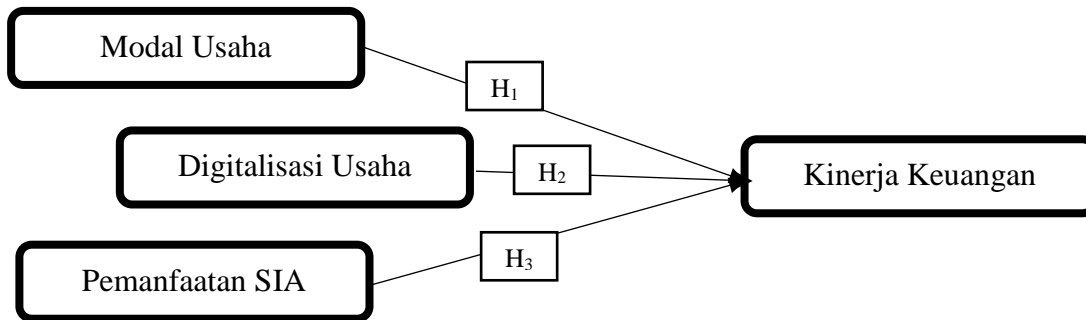 Modal Usaha
H₁
Digitalisasi Usaha
H₂
Kinerja Keuangan
Pemanfaatan SIA
H₃